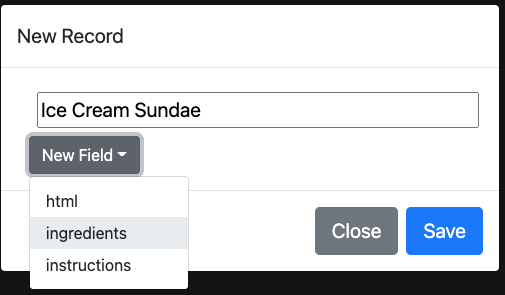 New Record
Ice Cream Sundae
New Field
html
ingredients
instructions
Close Save